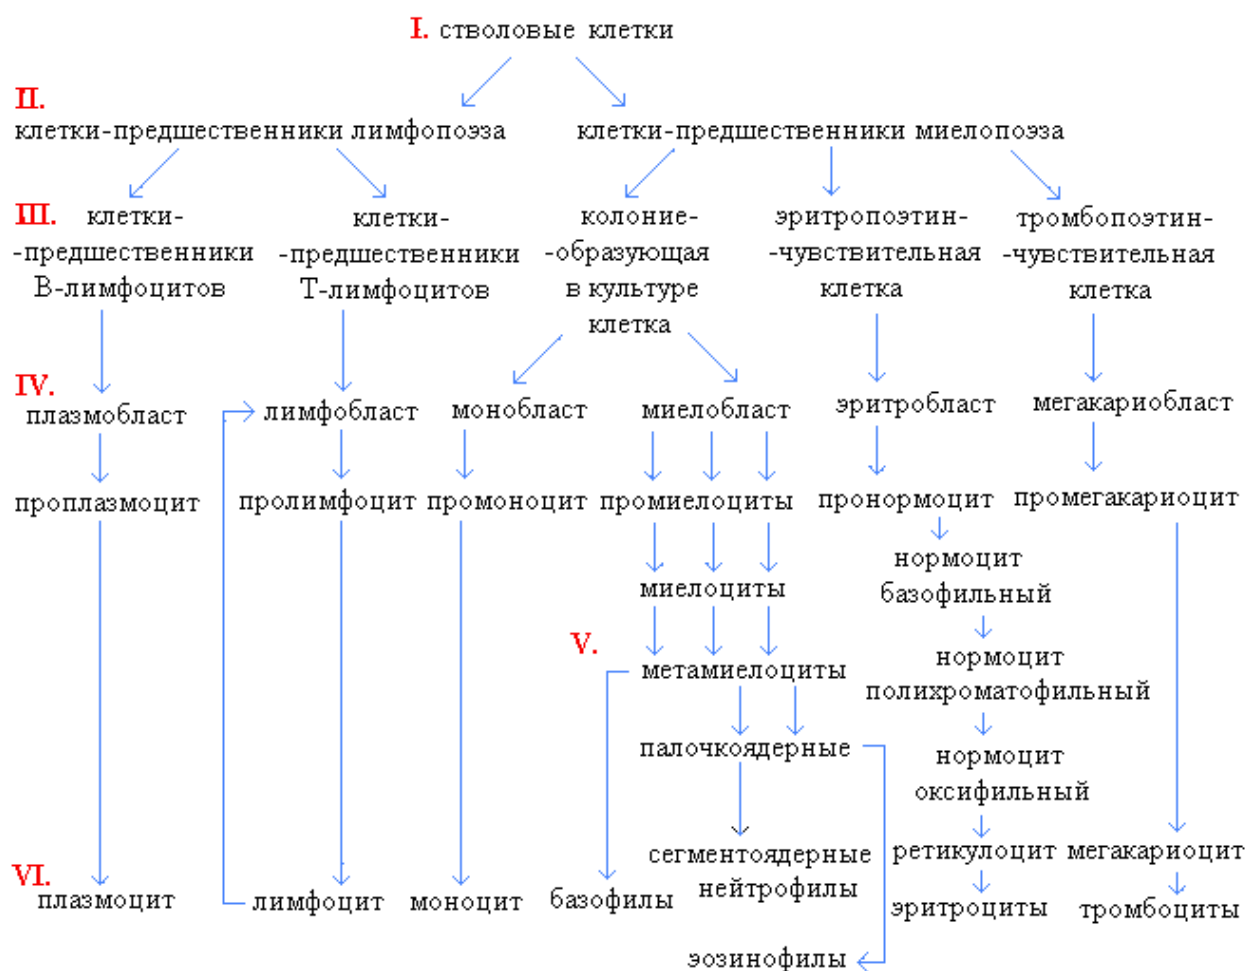 I. стволовые клетки
II.
клетки-предшественники лимфопоэза
клетки-предшественники миелопоэза
III.
клетки-
-предшественники
В-лимфоцитов
клетки-
-предшественники
Т-лимфоцитов
колоние-
-образующая
в культуре
клетка
эритропоэтин-
-чувствительная
клетка
тромбопоэтин-
-чувствительная
клетка
IV.
плазмобласт
лимфобласт
монобласт
миелобласт
эритробласт
мегакариобласт
проплазмоцит
пролимфоцит
промоноцит
промиелоциты
пронормоцит
промегакариоцит
нормоцит
базофильный
миелоциты
V.
метамиелоциты
нормоцит
полихроматофильный
палочкоядерные
нормоцит
оксифильный
сегментоядерные
нейтрофилы
ретикулоцит
мегакариоцит
VI.
плазмоцит
лимфоцит
моноцит
базофилы
эритроциты
тромбоциты
эозинофилы